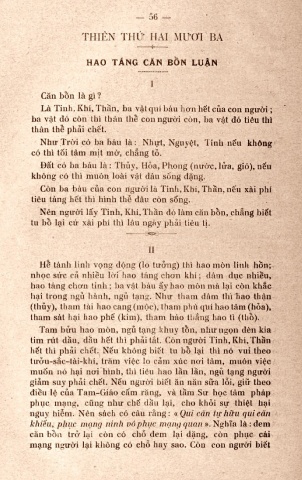 — 56 —
THIÊN THỨ HAI MƯƠI BA
HAO TÁNG CĂN BỔN LUẬN
I
Căn bổn là gì?
Là Tinh, Khí, Thần, ba vật quí báu hơn hết của con người;
ba vật đó còn thì thân thể con người còn, ba vật đó tiêu thì
thân thể phải chết.
Như Trời có ba báu là: Nhựt, Nguyệt, Tinh nếu không
có thì tối tăm mịt mờ, chẳng tỏ.
Đất có ba báu là: Thủy, Hỏa, Phong (nước, lửa, gió), nếu
không có thì muôn loài vật đâu sống đặng.
Còn ba báu của con người là Tinh, Khí, Thần, nếu xài phí
tiêu táng hết thì hình thể đâu còn sống.
Nên người lấy Tinh, Khí, Thần đó làm căn bổn, chẳng biết
tu bồ lại cứ xài phí thì lâu ngày phải tiêu tị.
II
Hễ tánh linh vọng động (lo tưởng) thì hao mòn linh hồn;
nhọc sức cả nhiều lời hao táng chơn khí; dâm dục nhiều,
hao táng chơn tinh; ba vật báu ấy hao mòn mà lại còn khắc
hại trong ngũ hành, ngũ tạng. Như tham dâm thì hao thận
(thủy), tham tài hao cang (mộc), tham phú quí hao tâm (hỏa),
tham sát hại hao phế (kim), tham háo thắng hao tì (thổ).
Tam bửu hao mòn, ngũ tạng khuy tổn, như ngọn đèn kia
tim rút dầu, dầu hết thì phải tắt. Còn người Tinh, Khí, Thần
hết thì phải chết. Nếu không biết tu bồ lại thì nó vui theo
tửu-sắc-tài-khí, trăm việc lo cảm xúc nơi tâm, muôn việc
muốn nó hại nơi hình, thì tiêu hao lần lần, ngũ tạng người
giảm suy phải chết. Nếu người biết ăn năn sửa lỗi, giữ theo
điều lệ của Tam-Giáo cấm răng, và tầm Sư học tâm pháp
phục mạng, cũng như chế dầu lại, cho khỏi sự thiệt hại
nguy hiểm. Nên sách có câu rằng: « Qui căn tự hữu qui căn
khiếu, phục mạng ninh vô phục mạng quan ». Nghĩa là: đem
căn bổn trở lại còn có chỗ đem lại đặng, còn phục cái
mạng người lại không có chỗ hay sao. Còn người biết